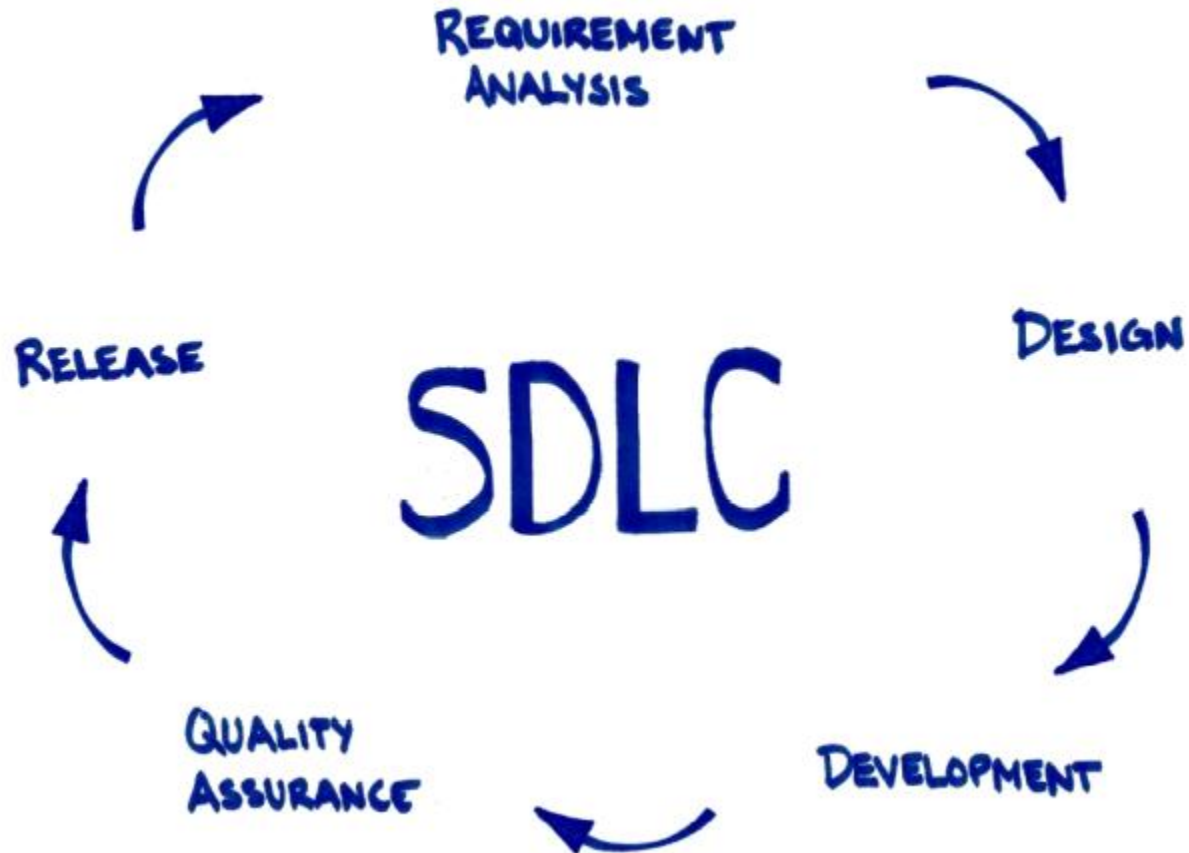 REQUIREMENT
ANALYSIS
DESIGN
DEVELOPMENT
QUALITY
ASSURANCE
RELEASE
SDLC